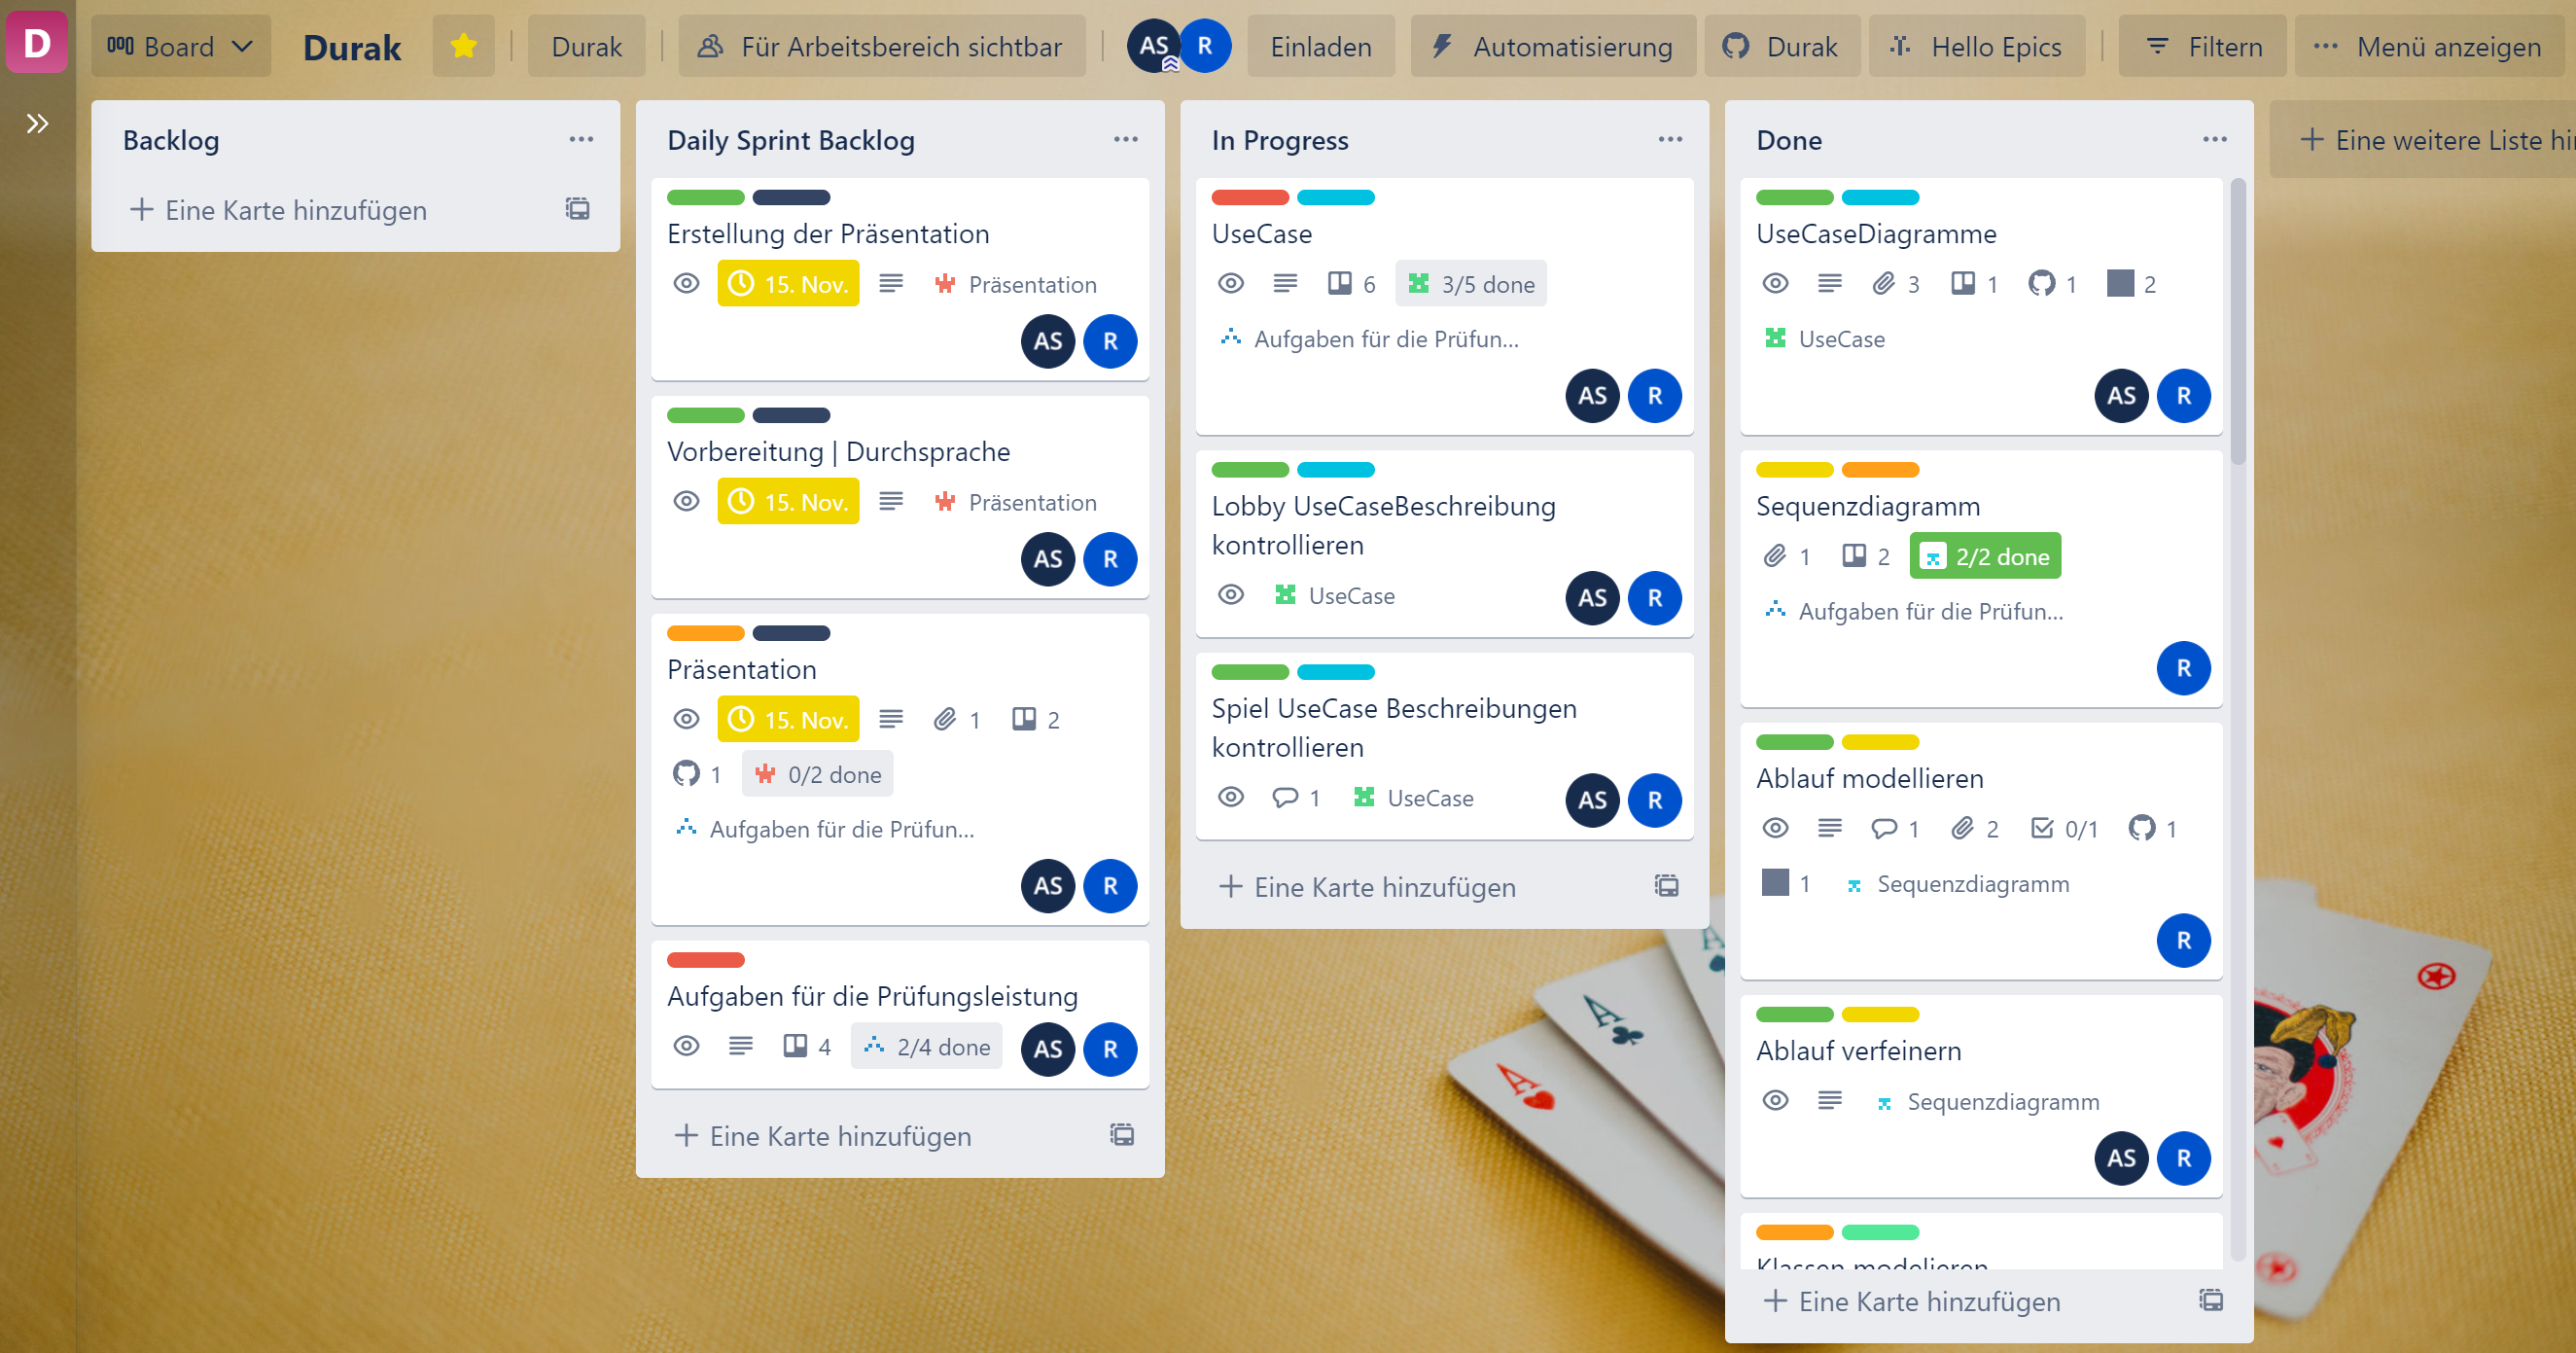 D
Board
Durak
Durak
Für Arbeitsbereich sichtbar
AS
R
Einladen
Automatisierung
Durak
Hello Epics
Filtern
Menü anzeigen
Backlog
Eine Karte hinzufügen
Daily Sprint Backlog
Erstellung der Präsentation
15. Nov.
Präsentation
AS R
Vorbereitung | Durchsprache
15. Nov.
Präsentation
AS R
Präsentation
15. Nov. 1 2
1 0/2 done
Aufgaben für die Prüfun...
AS R
Aufgaben für die Prüfungsleistung
4 2/4 done AS R
Eine Karte hinzufügen
In Progress
UseCase
6 3/5 done
Aufgaben für die Prüfun...
AS R
Lobby UseCaseBeschreibung
kontrollieren
UseCase AS R
Spiel UseCase Beschreibungen
kontrollieren
1 UseCase AS R
Eine Karte hinzufügen
Done
UseCaseDiagramme
3 1 1 2
UseCase
AS R
Sequenzdiagramm
1 2 2/2 done
Aufgaben für die Prüfun...
R
Ablauf modellieren
1 2 0/1 1
1 Sequenzdiagramm
R
Ablauf verfeinern
Sequenzdiagramm
AS R
Klassen modelieren
Eine Karte hinzufügen
Eine weitere Liste hin
A
A
A